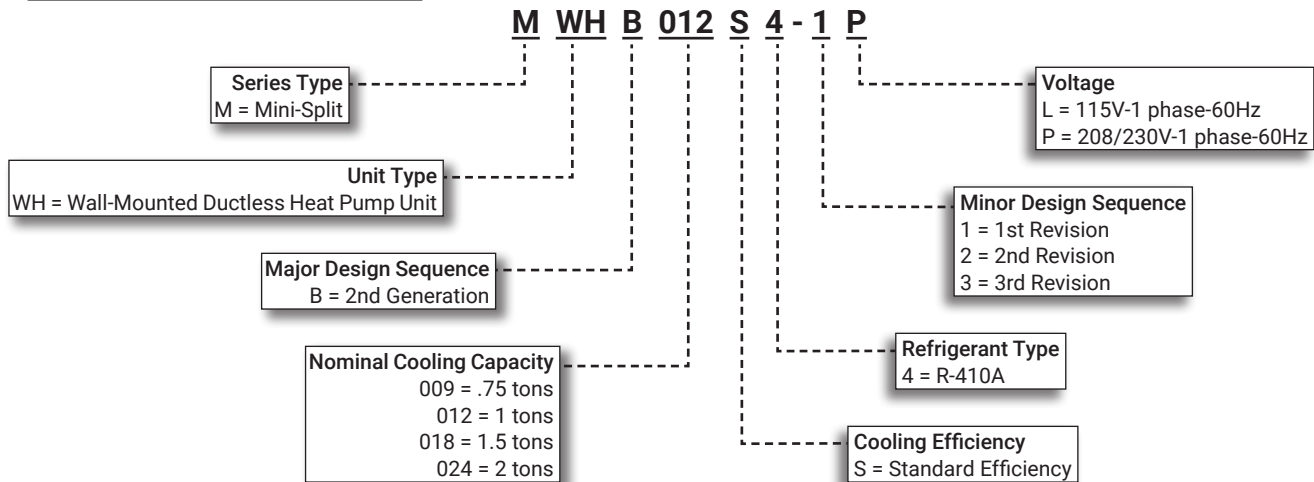 M WH B 012 S 4 - 1 P
Series Type
M = Mini-Split
Voltage
L = 115V-1 phase-60Hz
P = 208/230V-1 phase-60Hz
Unit Type
WH = Wall-Mounted Ductless Heat Pump Unit
Minor Design Sequence
1 = 1st Revision
2 = 2nd Revision
3 = 3rd Revision
Major Design Sequence
B = 2nd Generation
Refrigerant Type
4 = R-410A
Nominal Cooling Capacity
009 = .75 tons
012 = 1 tons
018 = 1.5 tons
024 = 2 tons
Cooling Efficiency
S = Standard Efficiency